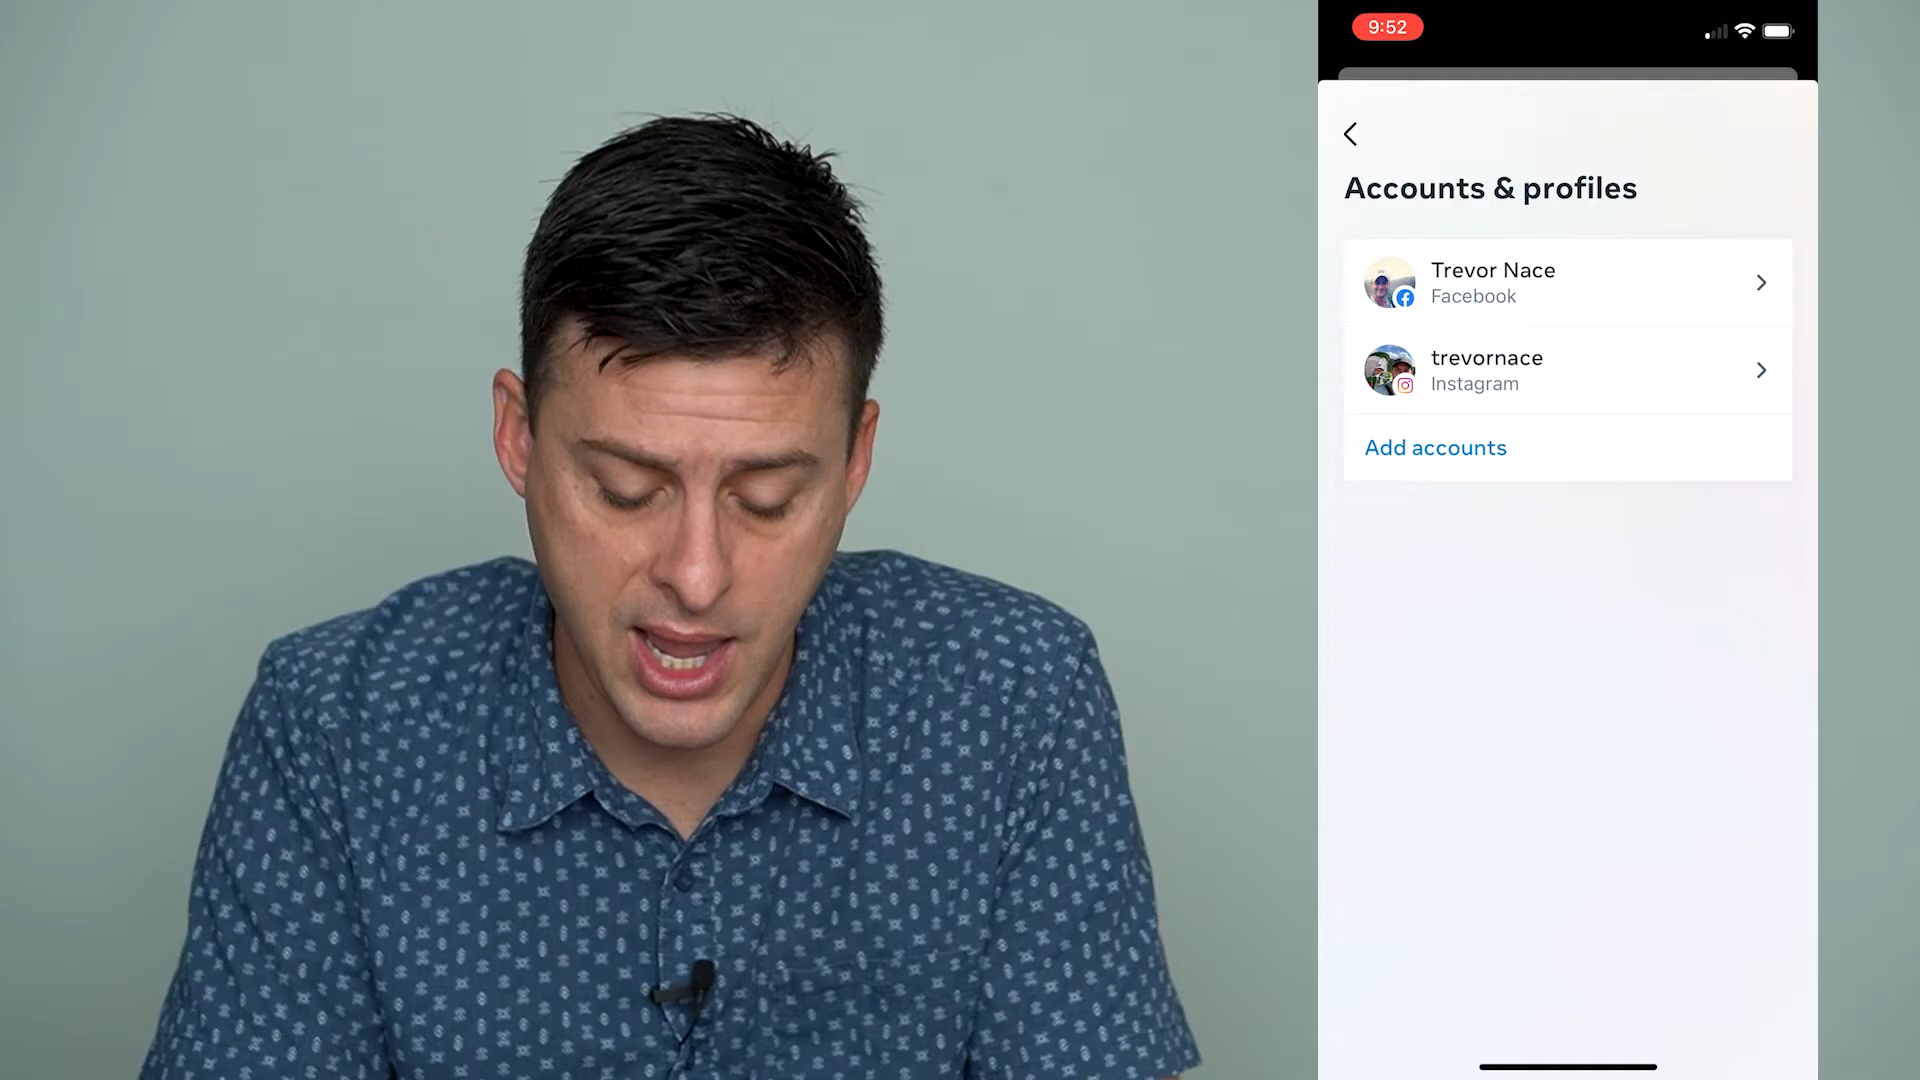 9:52
Accounts & profiles
Trevor Nace
Facebook
trevornace
Instagram
Add accounts